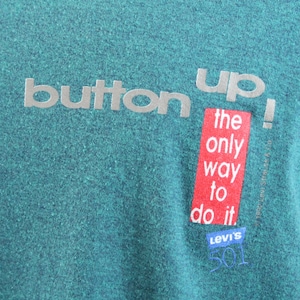 button up!
the
only
way
to
do it.
LEVI'S
501